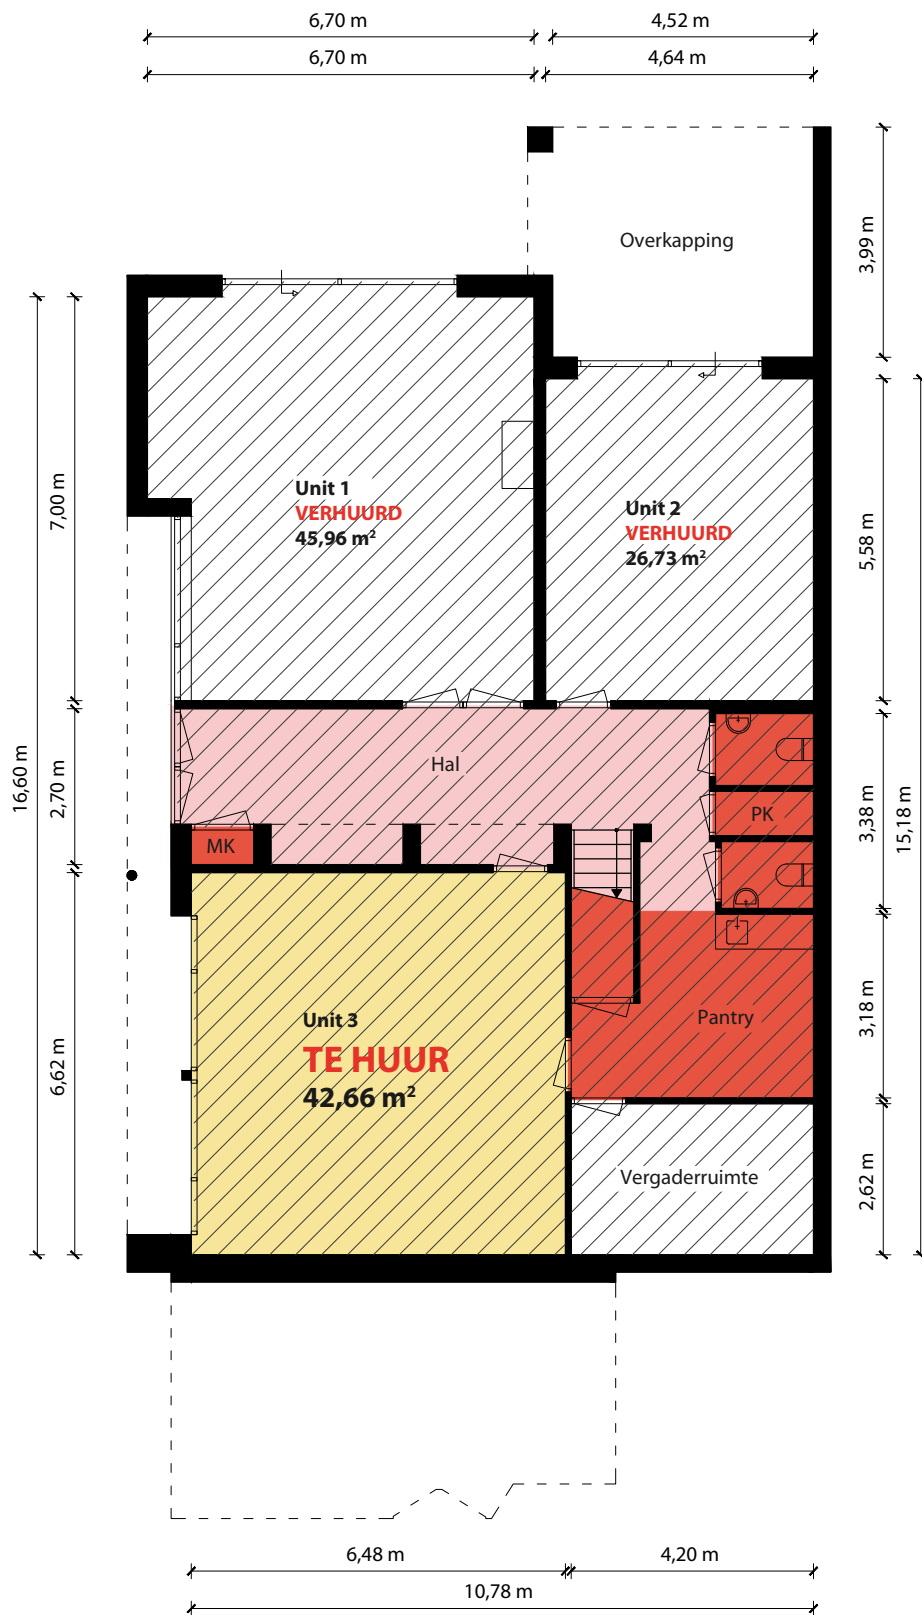 6,70 m
4,52 m
6,70 m
4,64 m
Overkapping
3,99 m
Unit 1
VERHUURD
45,96 m²
Unit 2
VERHUURD
26,73 m²
7,00 m
5,58 m
16,60 m
2,70 m
Hal
MK
PK
3,38 m
15,18 m
Unit 3
TE HUUR
42,66 m²
Pantry
3,18 m
6,62 m
Vergaderruimte
2,62 m
6,48 m
4,20 m
10,78 m